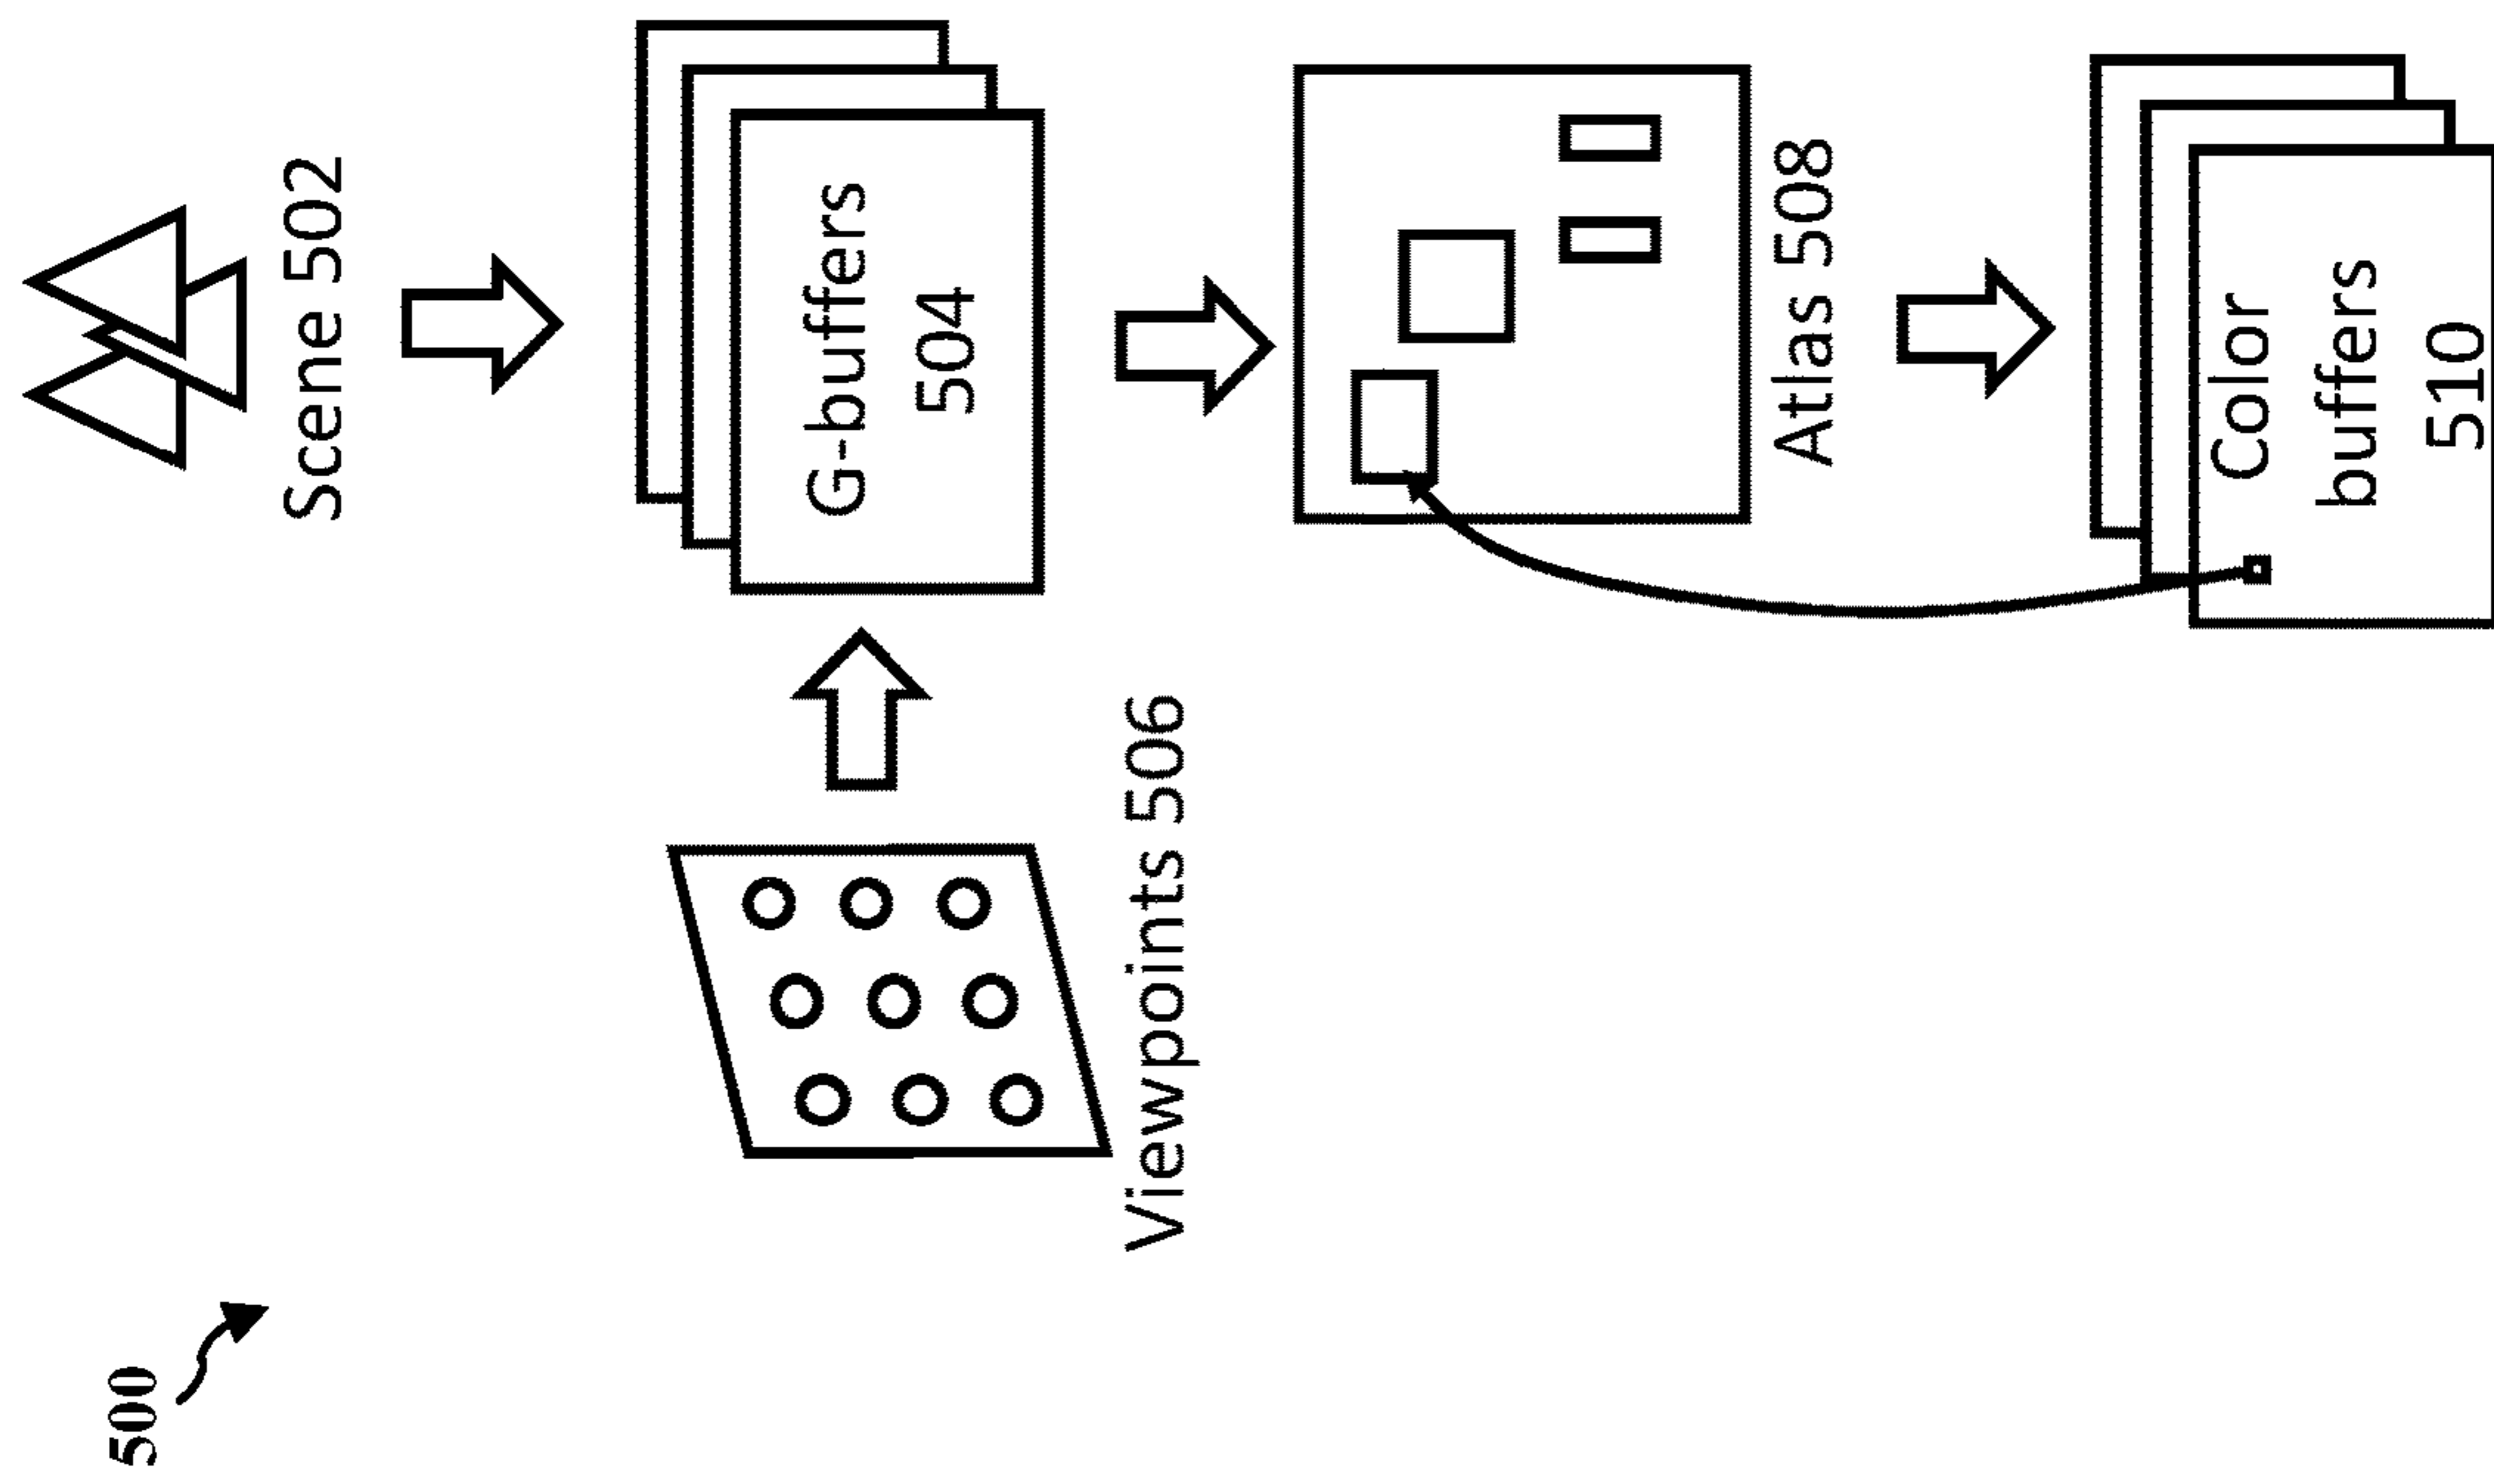 500
Scene 502
G-buffers
504
Viewpoints 506
Atlas 508
Color
buffers
510